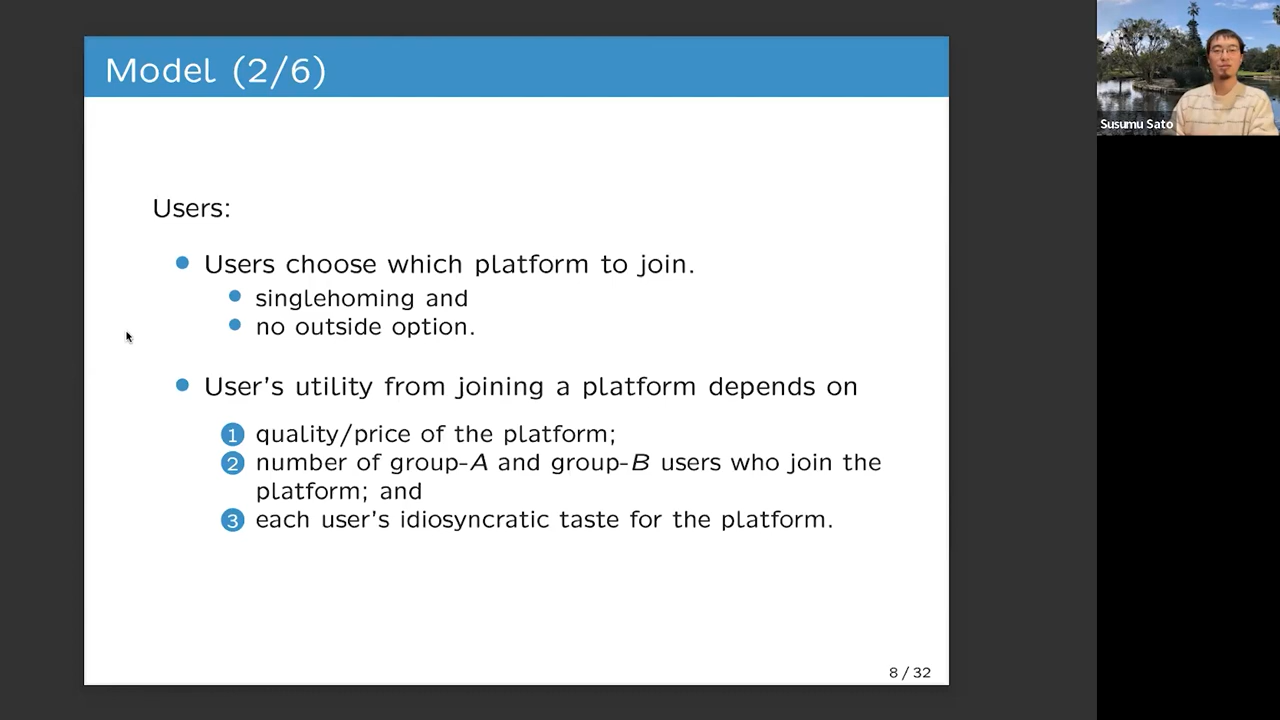 Model (2/6)
Susumu Sato
Users:
Users choose which platform to join.
singlehoming and
no outside option.
User's utility from joining a platform depends on
1 quality/price of the platform;
2 number of group-A and group-B users who join the
platform; and
3 each user's idiosyncratic taste for the platform.
8 / 32